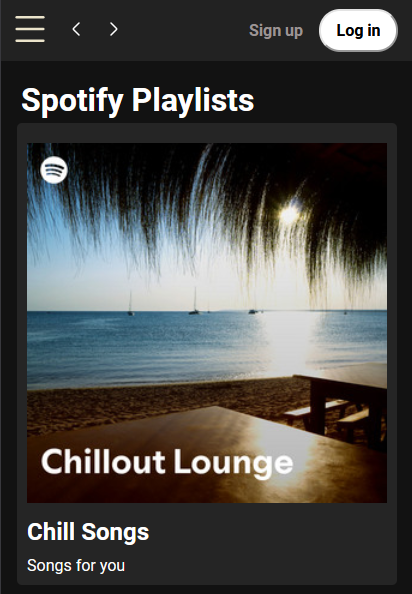 Sign up
Log in
Spotify Playlists
Chillout Lounge
Chill Songs
Songs for you